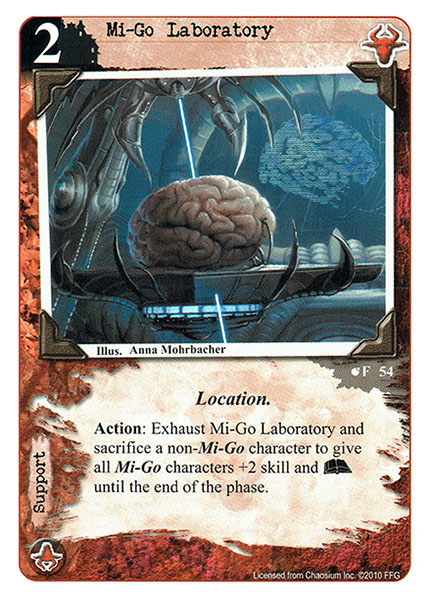 2
Mi-Go Laboratory
Illus. Anna Mohrbacher
F 54
Location.
Action: Exhaust Mi-Go Laboratory and
sacrifice a non-Mi-Go character to give
all Mi-Go characters +2 skill and
until the end of the phase.
Support
Licensed from Chaosium Inc. ©2010 FFG